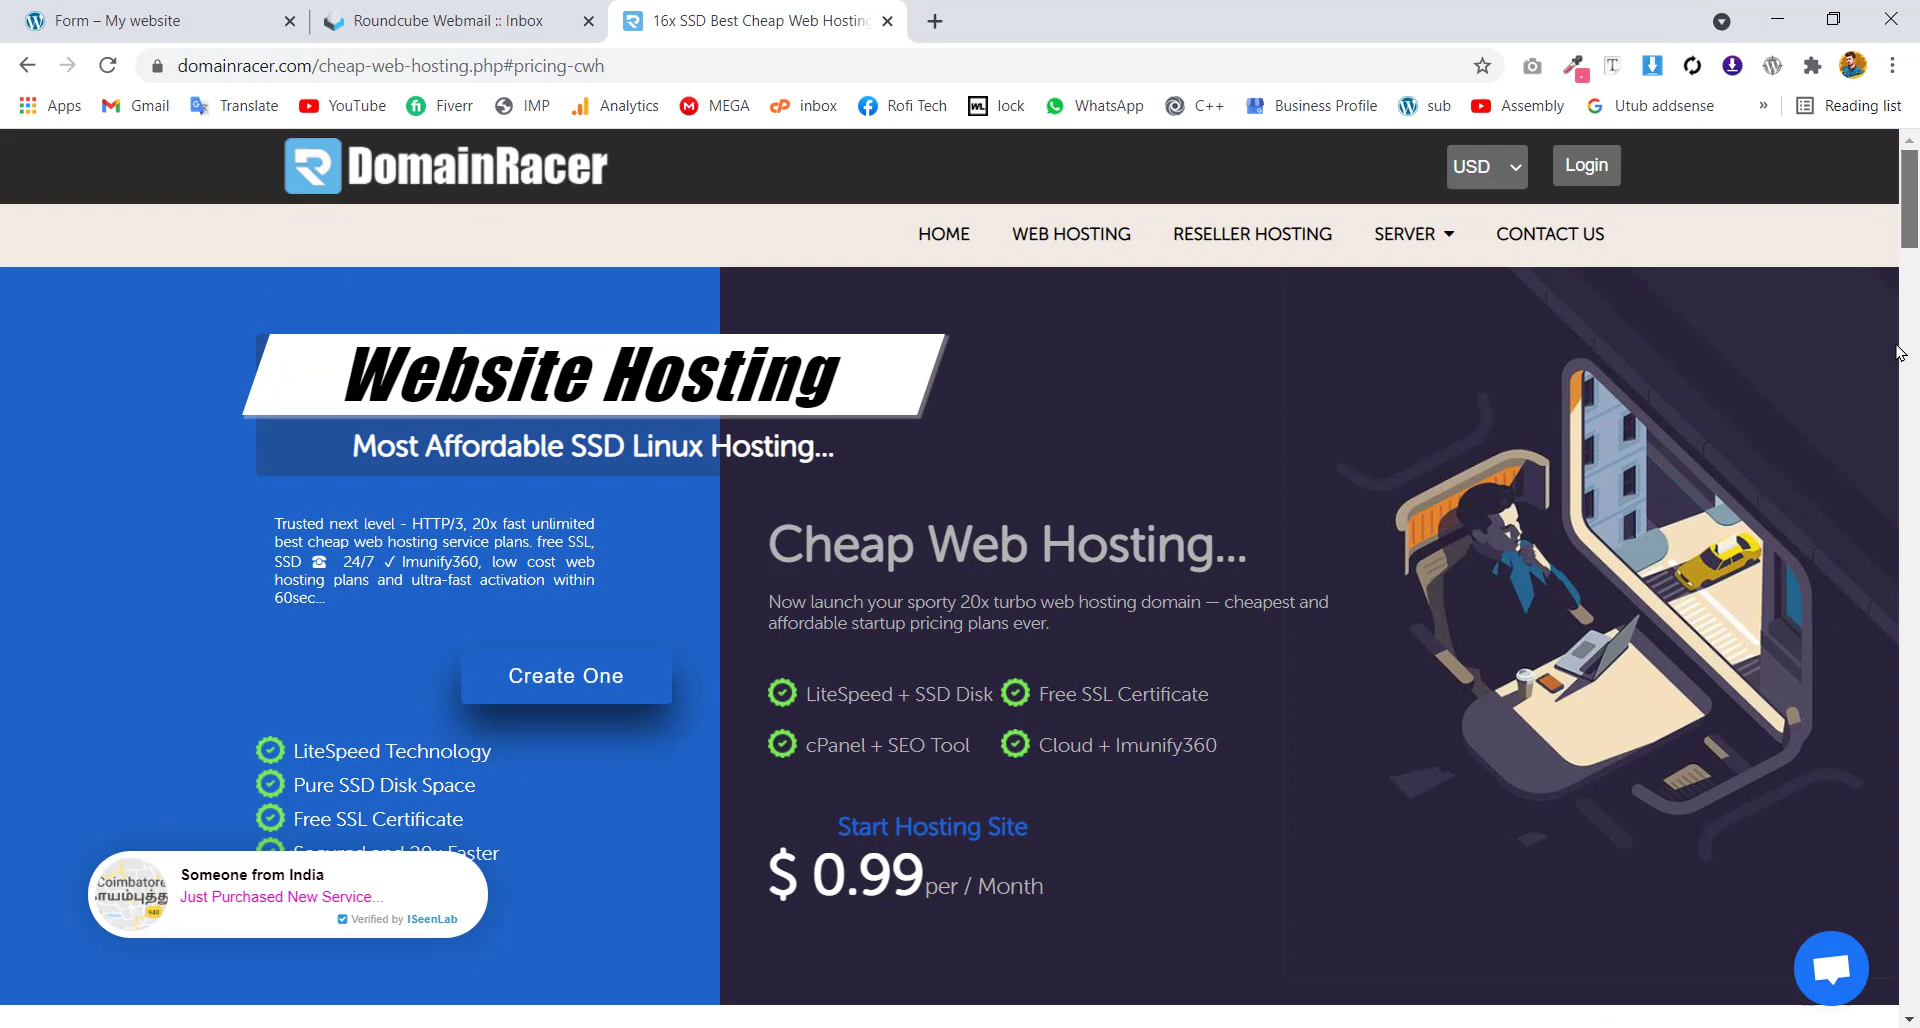 Form – My website
Roundcube Webmail :: Inbox
16x SSD Best Cheap Web Hosting
domainracer.com/cheap-web-hosting.php#pricing-cwh
Apps
Gmail
Translate
YouTube
Fiverr
IMP
Analytics
MEGA
inbox
Rofi Tech
lock
WhatsApp
C++
Business Profile
sub
Assembly
Utub addsense
»
Reading list
DomainRacer
USD
Login
HOME
WEB HOSTING
RESELLER HOSTING
SERVER
CONTACT US
Website Hosting
Most Affordable SSD Linux Hosting...
Trusted next level - HTTP/3, 20x fast unlimited
best cheap web hosting service plans. free SSL,
SSD ☎ 24/7 ✓ Imunify360, low cost web
hosting plans and ultra-fast activation within
60sec...
Create One
LiteSpeed Technology
Pure SSD Disk Space
Free SSL Certificate
Secured and 20x Faster
Cheap Web Hosting...
Now launch your sporty 20x turbo web hosting domain — cheapest and
affordable startup pricing plans ever.
LiteSpeed + SSD Disk
Free SSL Certificate
cPanel + SEO Tool
Cloud + Imunify360
Start Hosting Site
$ 0.99 per / Month
Someone from India
Just Purchased New Service...
Verified by ISeenLab
Coimbatore
948